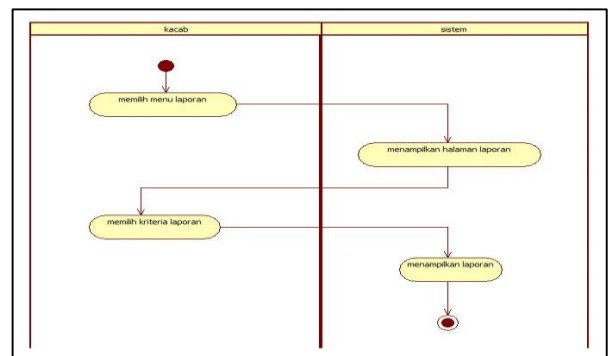 kacab
sistem
memilih menu laporan
menampilkan halaman laporan
memilih kriteria laporan
menampilkan laporan